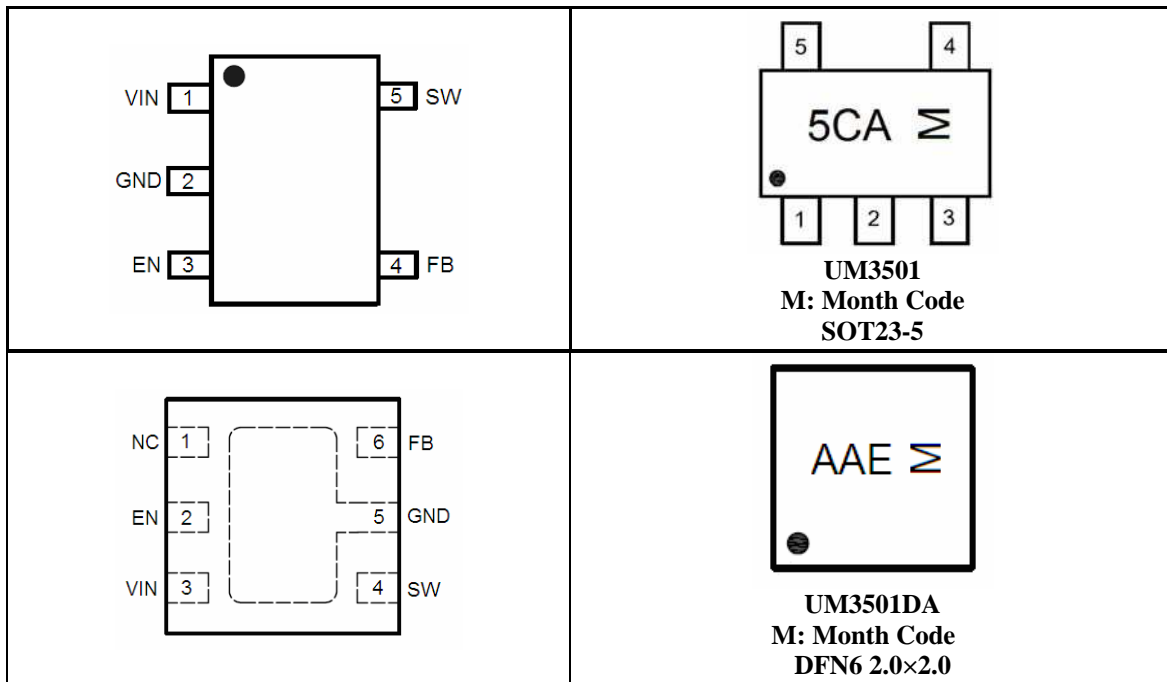 VIN 1 5 SW
GND 2
EN 3 4 FB
5 4
5CA M
1 2 3
UM3501
M: Month Code
SOT23-5
NC 1 6 FB
EN 2 5 GND
VIN 3 4 SW
AAE M
UM3501DA
M: Month Code
DFN6 2.0×2.0